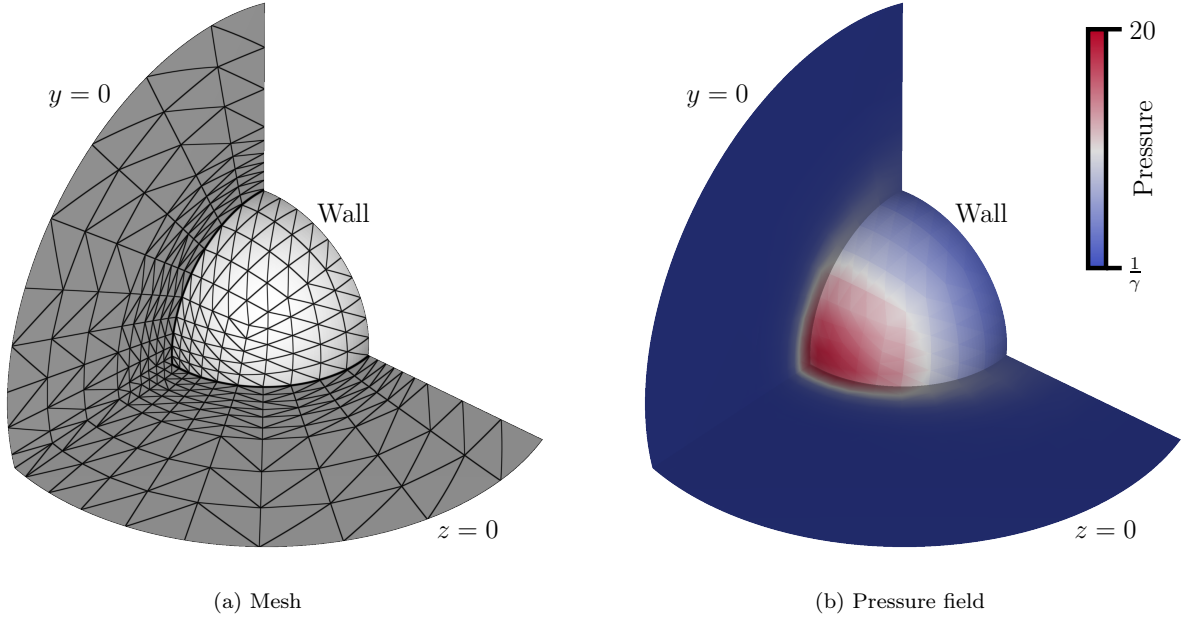 y = 0
Wall
z = 0
(a) Mesh
y = 0
Wall
z = 0
20
Pressure
1/γ
(b) Pressure field